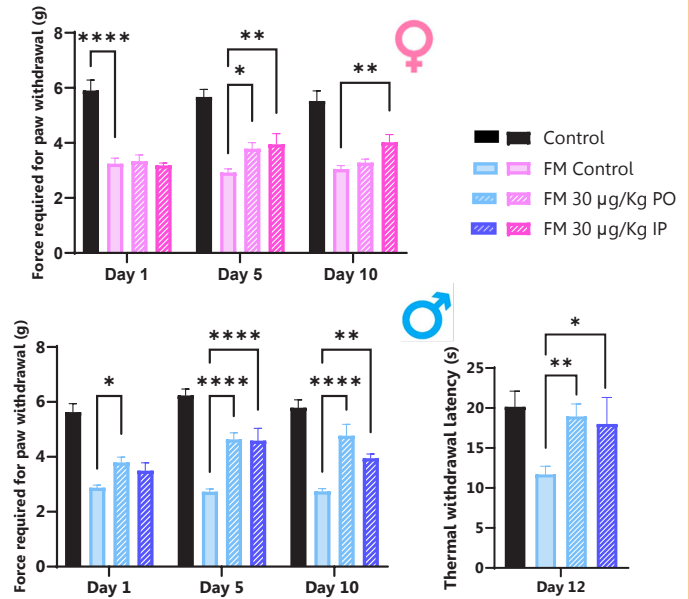 Force required for paw withdrawal (g)
8
6
4
2
0
****
**
*
**
Day 1
Day 5
Day 10
Control
FM Control
FM 30 µg/Kg PO
FM 30 µg/Kg IP
Force required for paw withdrawal (g)
8
6
4
2
0
*
****
****
**
****
Day 1
Day 5
Day 10
Thermal withdrawal latency (s)
25
20
15
10
5
0
*
**
Day 12